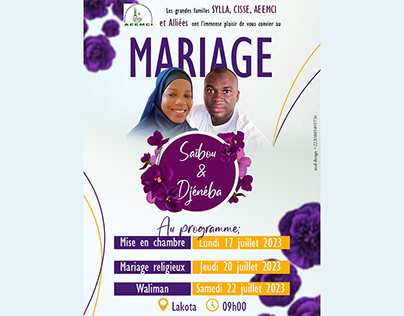 Les grandes familles SYLLA, CISSE, AEEMCI
et Alliées ont l'immense plaisir de vous convier au
AEEMCI
MARIAGE
Saïbou
&
Djénéba
Au programme;
Mise en chambre Lundi 17 juillet 2023
Mariage religieux Jeudi 20 juillet 2023
Waliman Samedi 22 juillet 2023
Lakota 09h00